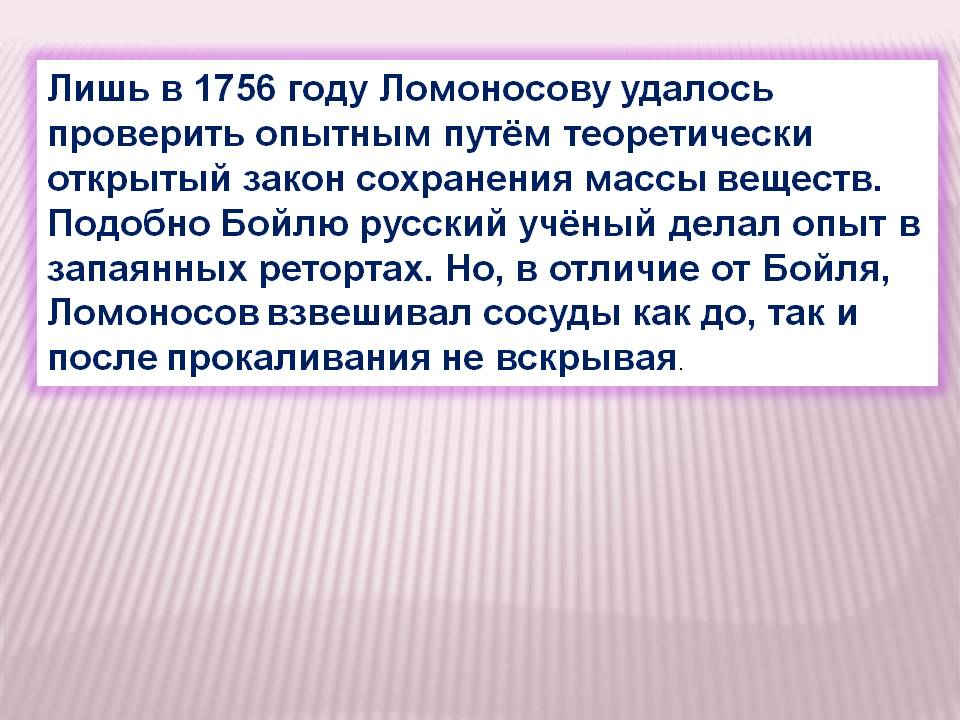 Лишь в 1756 году Ломоносову удалось
проверить опытным путём теоретически
открытый закон сохранения массы веществ.
Подобно Бойлю русский учёный делал опыт в
запаянных ретортах. Но, в отличие от Бойля,
Ломоносов взвешивал сосуды как до, так и
после прокаливания не вскрывая.